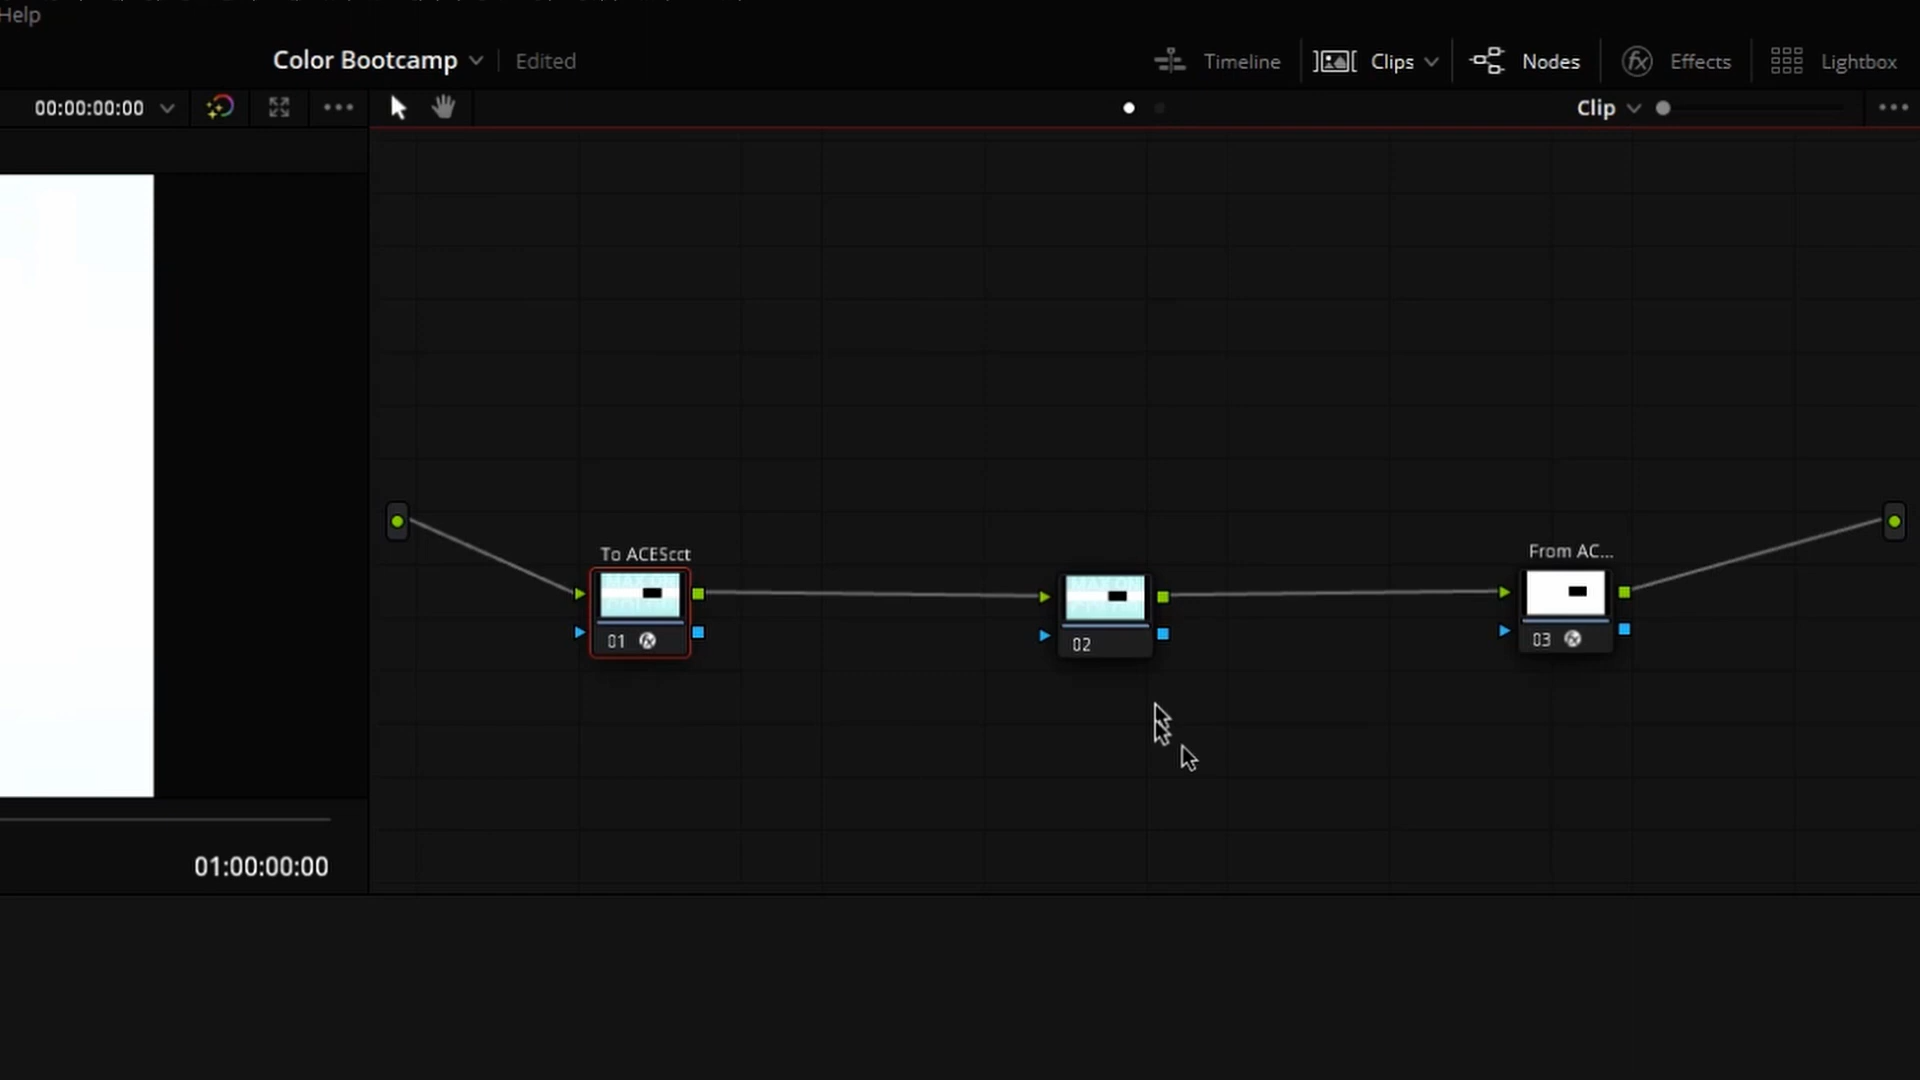 Help
Color Bootcamp Edited
Timeline Clips Nodes Effects Lightbox
00:00:00:00
Clip
To ACEScct
From AC...
01
02
03
01:00:00:00